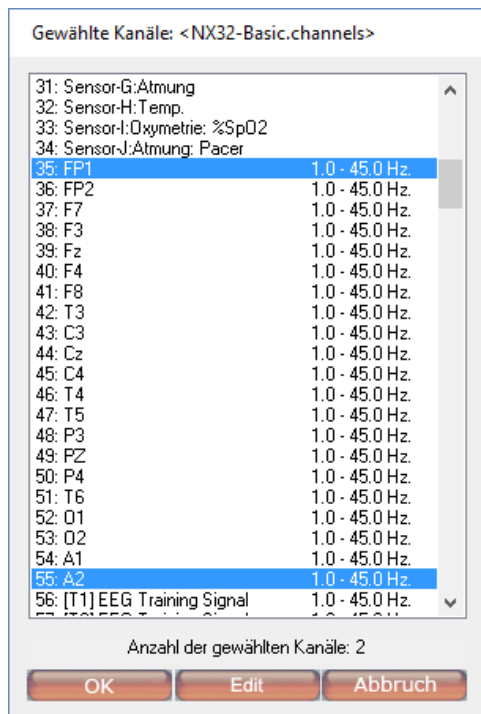 Gewählte Kanäle: <NX32-Basic.channels>
31: Sensor-G:Atmung
32: Sensor-H:Temp.
33: Sensor-I:Oxymetrie: %SpO2
34: Sensor-J:Atmung: Pacer
35: FP1 1.0 - 45.0 Hz.
36: FP2 1.0 - 45.0 Hz.
37: F7 1.0 - 45.0 Hz.
38: F3 1.0 - 45.0 Hz.
39: Fz 1.0 - 45.0 Hz.
40: F4 1.0 - 45.0 Hz.
41: F8 1.0 - 45.0 Hz.
42: T3 1.0 - 45.0 Hz.
43: C3 1.0 - 45.0 Hz.
44: Cz 1.0 - 45.0 Hz.
45: C4 1.0 - 45.0 Hz.
46: T4 1.0 - 45.0 Hz.
47: T5 1.0 - 45.0 Hz.
48: P3 1.0 - 45.0 Hz.
49: PZ 1.0 - 45.0 Hz.
50: P4 1.0 - 45.0 Hz.
51: T6 1.0 - 45.0 Hz.
52: O1 1.0 - 45.0 Hz.
53: O2 1.0 - 45.0 Hz.
54: A1 1.0 - 45.0 Hz.
55: A2 1.0 - 45.0 Hz.
56: [T1] EEG Training Signal 1.0 - 45.0 Hz.
Anzahl der gewählten Kanäle: 2
OK Edit Abbruch